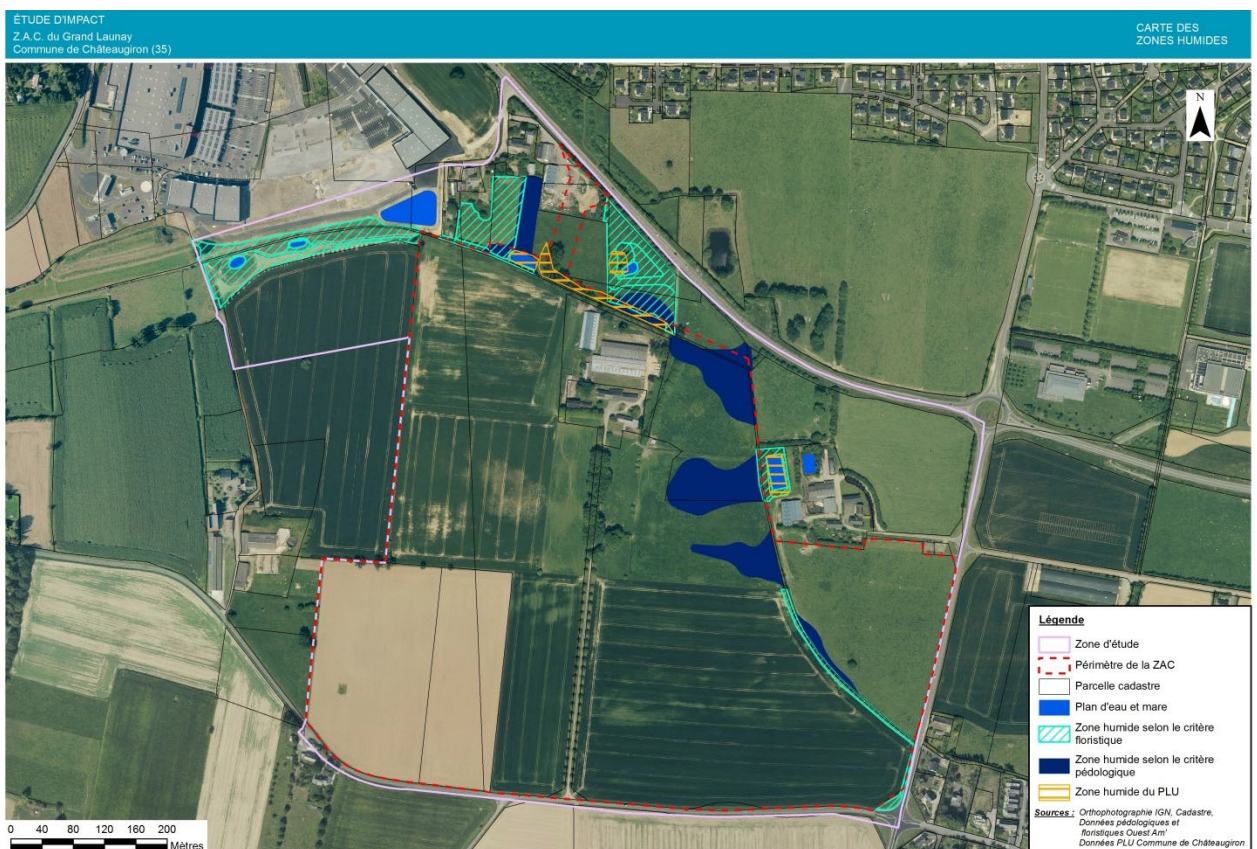 ÉTUDE D'IMPACT
Z.A.C. du Grand Launay
Commune de Châteaugiron (35)
CARTE DES
ZONES HUMIDES
N
Légende
Zone d'étude
Périmètre de la ZAC
Parcelle cadastre
Plan d'eau et mare
Zone humide selon le critère
floristique
Zone humide selon le critère
pédologique
Zone humide du PLU
Sources : Orthophotographie IGN, Cadastre,
Données pédologiques et
floristiques Ouest Am'
Données PLU Commune de Châteaugiron
0 40 80 120 160 200
Mètres